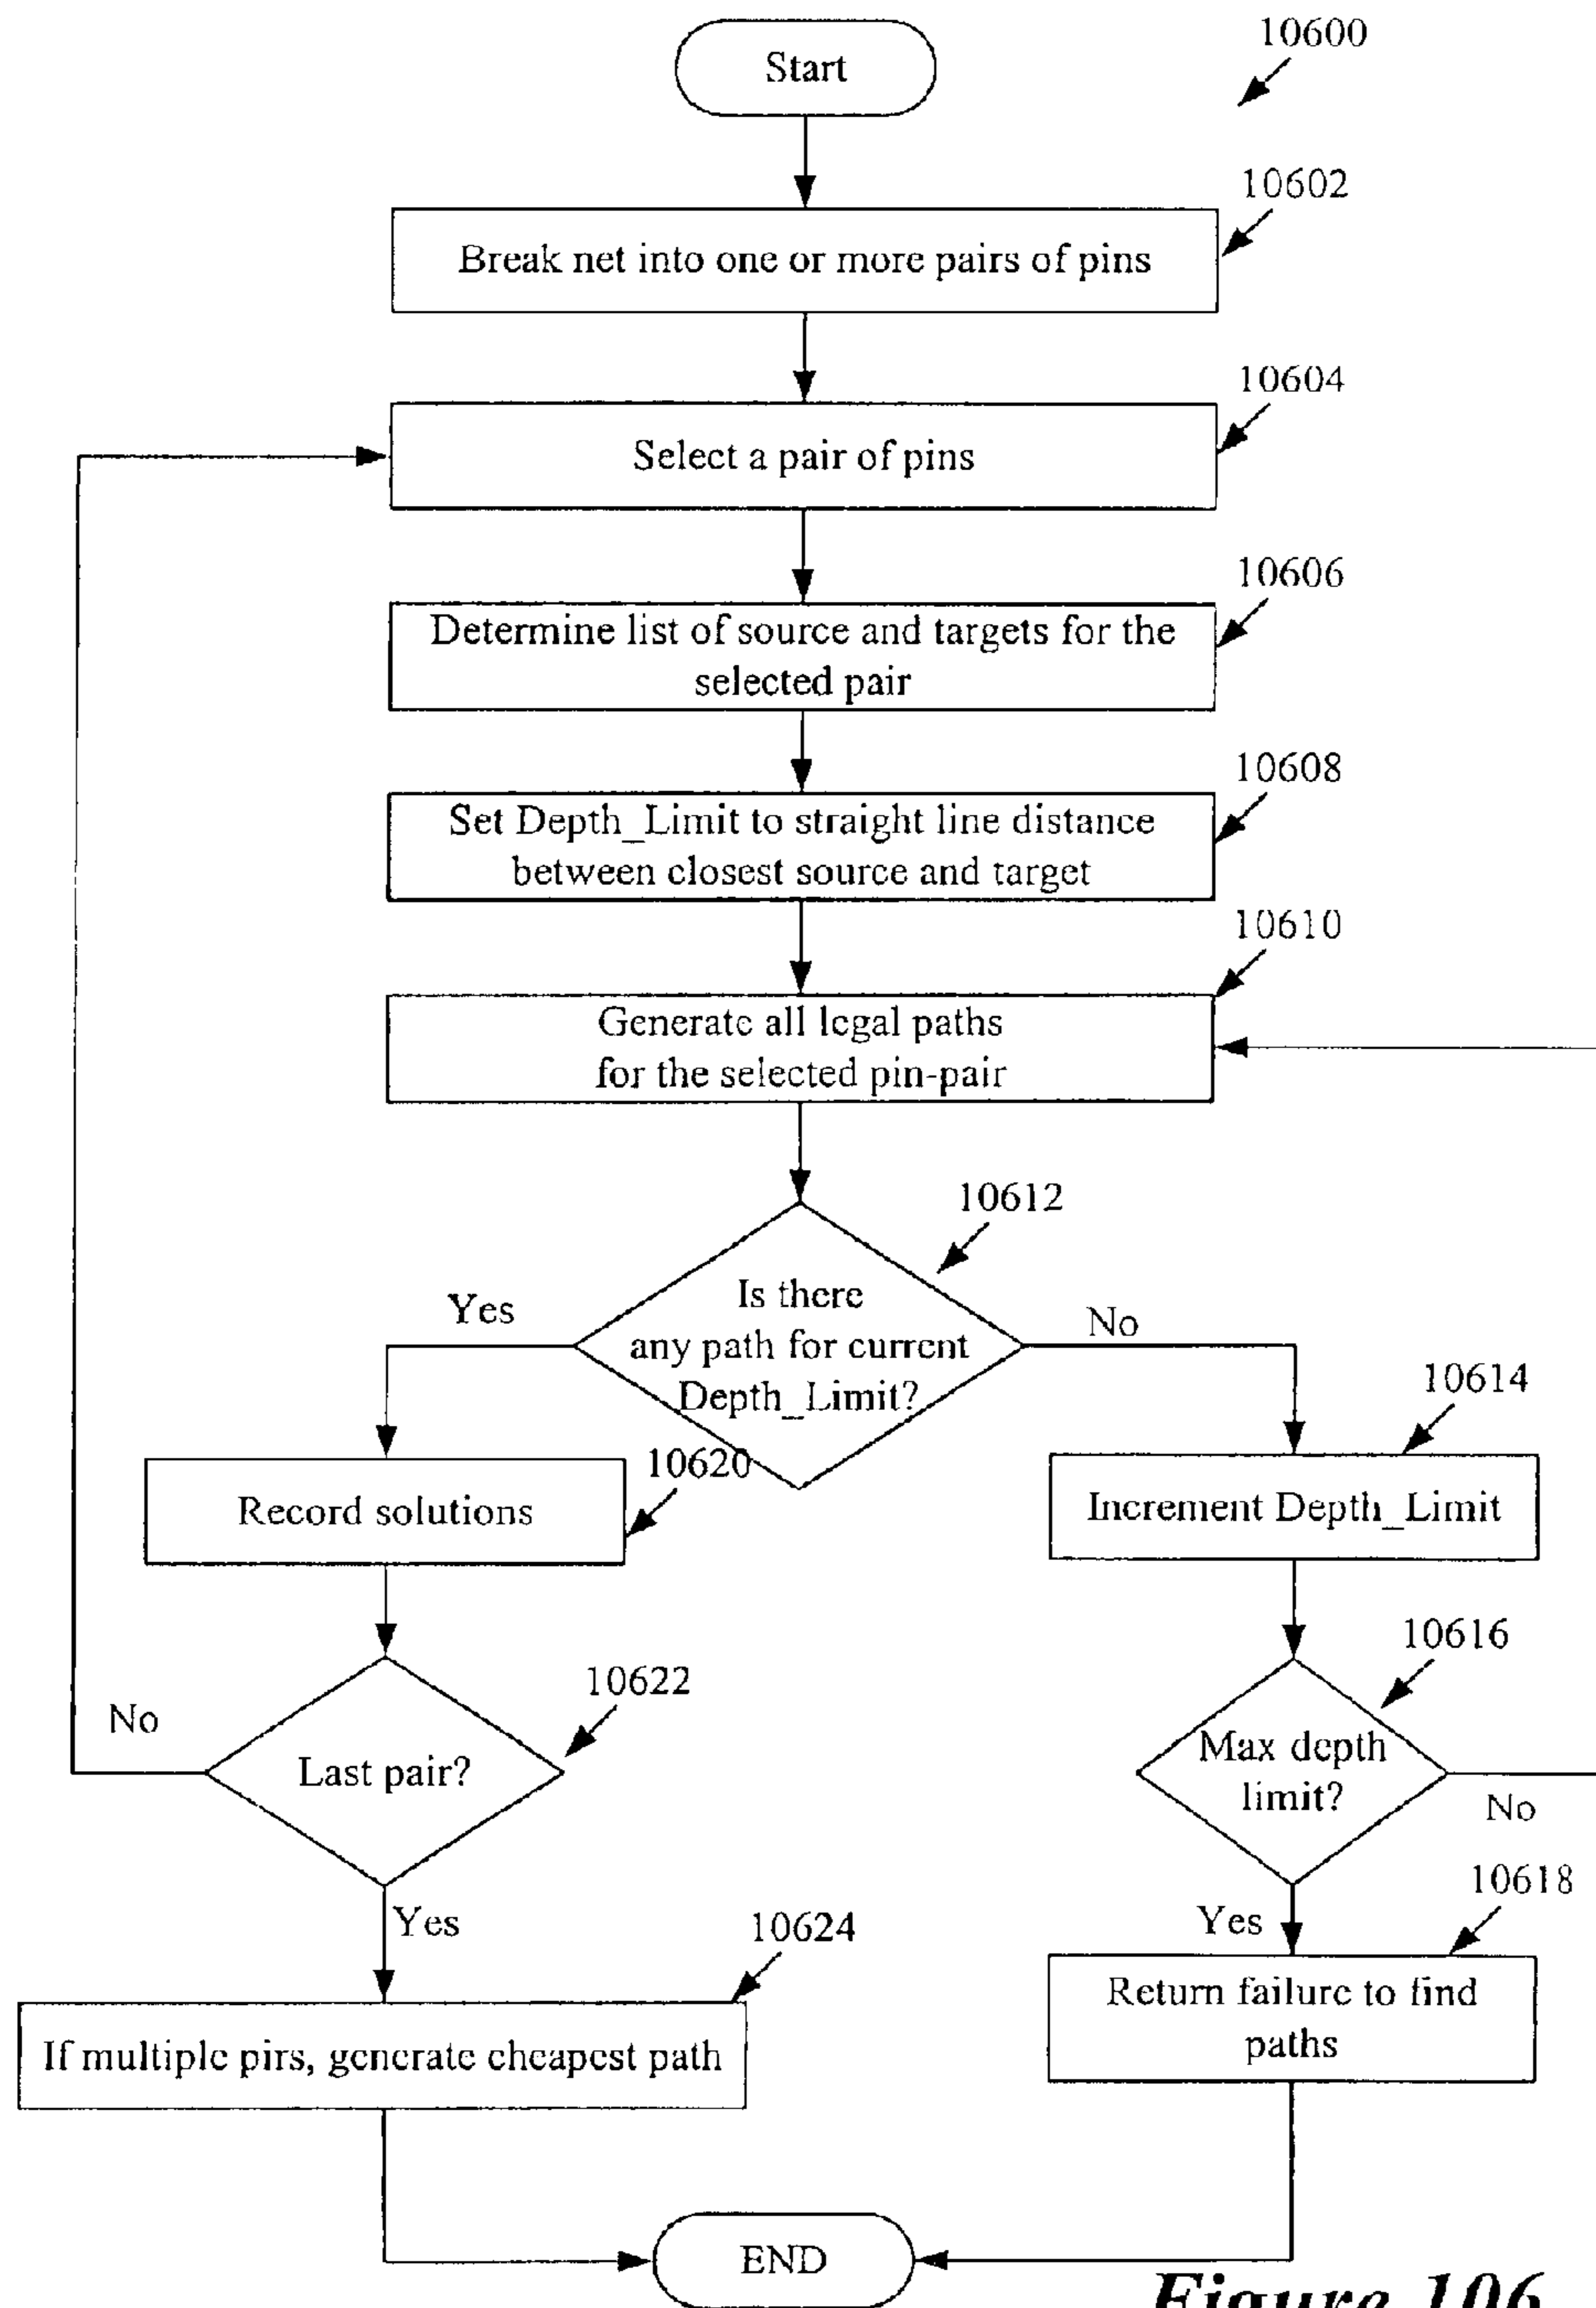 Start
10600
10602
Break net into one or more pairs of pins
10604
Select a pair of pins
10606
Determine list of source and targets for the
selected pair
10608
Set Depth_Limit to straight line distance
between closest source and target
10610
Generate all legal paths
for the selected pin-pair
10612
Is there
any path for current
Depth_Limit?
Yes
No
10614
10620
Record solutions
Increment Depth_Limit
10616
10622
No
Last pair?
Max depth
limit?
No
10618
Yes
Yes
10624
Return failure to find
paths
If multiple pirs, generate cheapest path
END
Figure 106